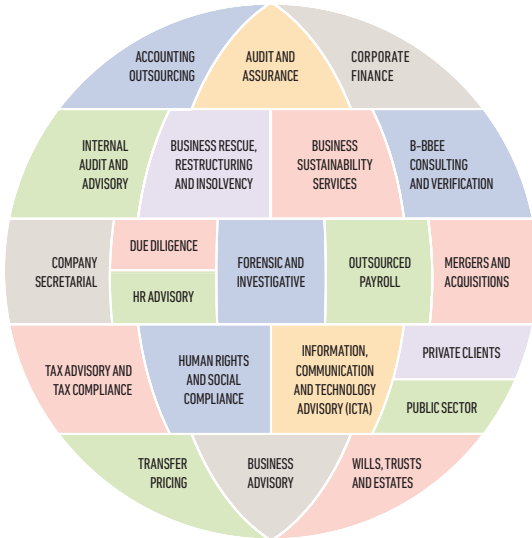 ACCOUNTING
OUTSOURCING
AUDIT AND
ASSURANCE
CORPORATE
FINANCE
INTERNAL
AUDIT AND
ADVISORY
BUSINESS RESCUE,
RESTRUCTURING
AND INSOLVENCY
BUSINESS
SUSTAINABILITY
SERVICES
B-BBEE
CONSULTING
AND VERIFICATION
COMPANY
SECRETARIAL
DUE DILIGENCE
HR ADVISORY
FORENSIC AND
INVESTIGATIVE
OUTSOURCED
PAYROLL
MERGERS AND
ACQUISITIONS
TAX ADVISORY AND
TAX COMPLIANCE
HUMAN RIGHTS
AND SOCIAL
COMPLIANCE
INFORMATION,
COMMUNICATION
AND TECHNOLOGY
ADVISORY (ICTA)
PRIVATE CLIENTS
PUBLIC SECTOR
TRANSFER
PRICING
BUSINESS
ADVISORY
WILLS, TRUSTS
AND ESTATES